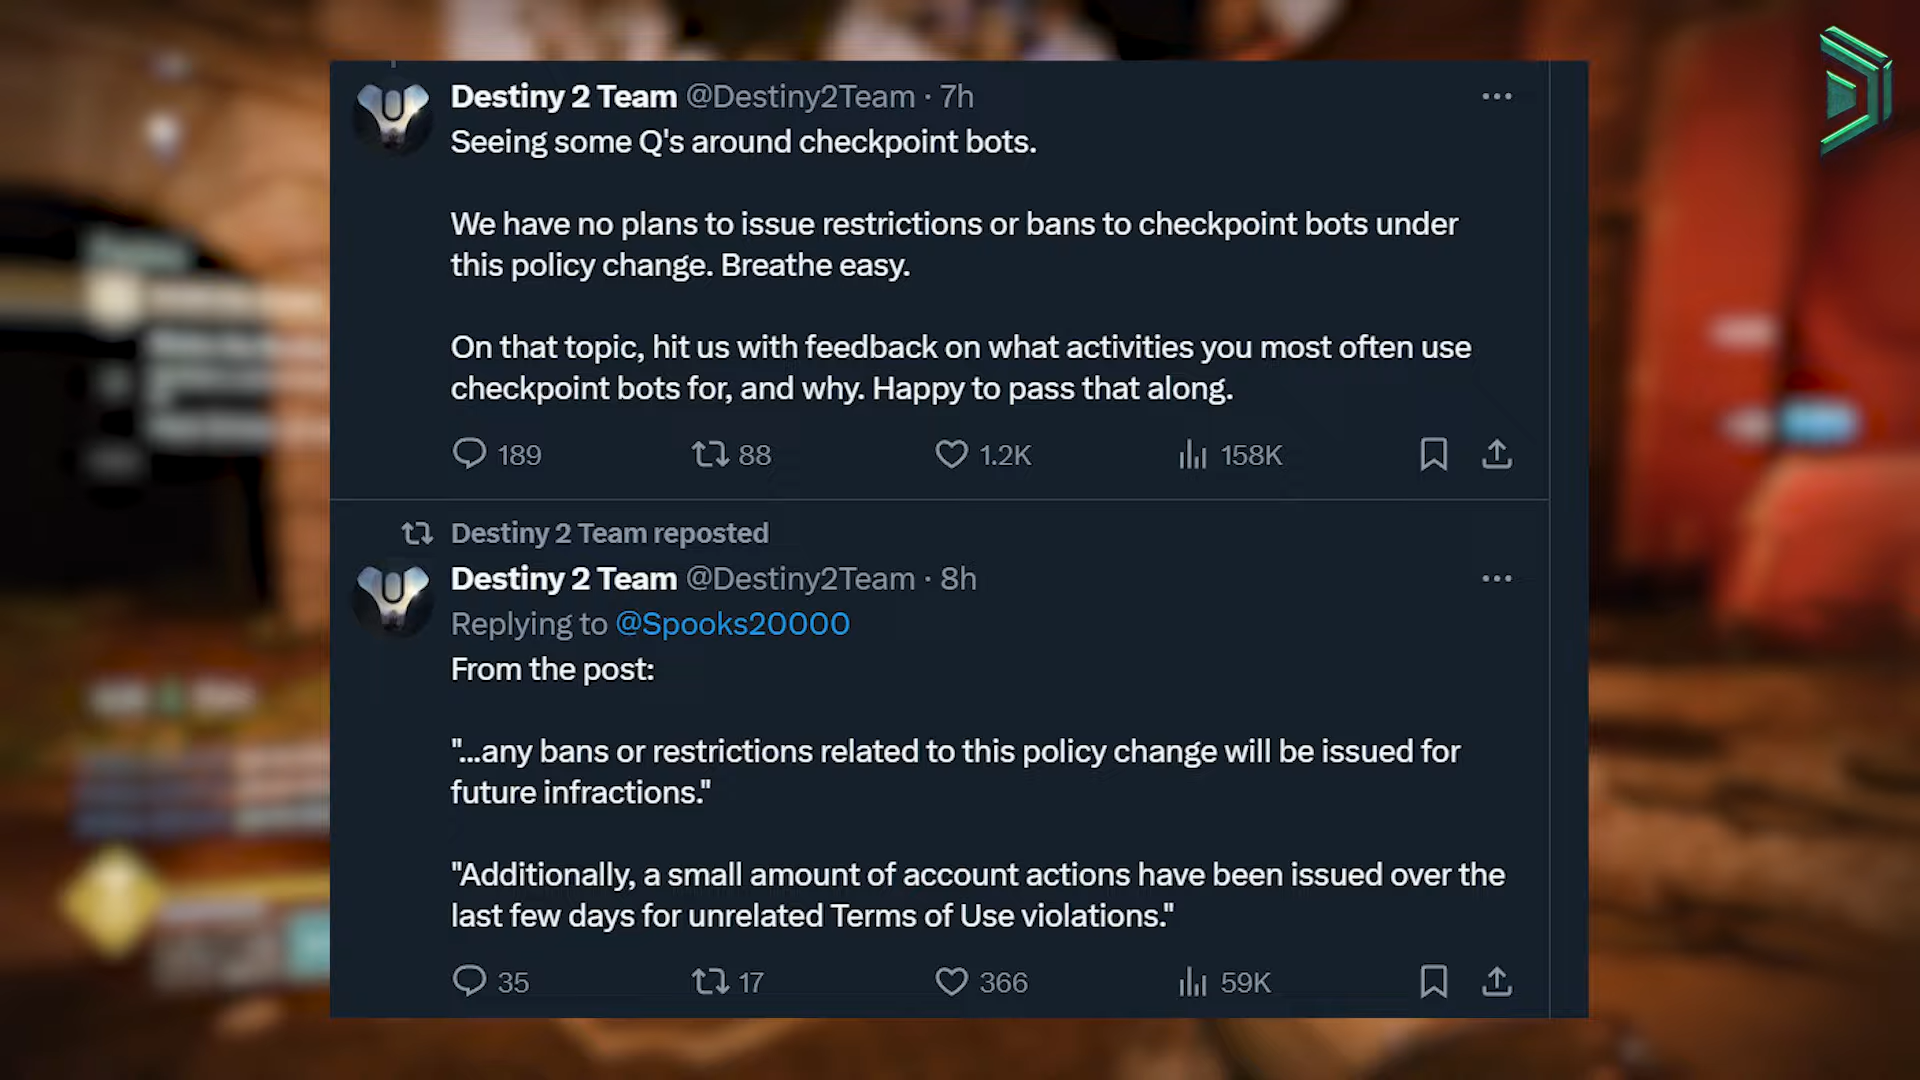 Destiny 2 Team @Destiny2Team · 7h
Seeing some Q's around checkpoint bots.
We have no plans to issue restrictions or bans to checkpoint bots under
this policy change. Breathe easy.
On that topic, hit us with feedback on what activities you most often use
checkpoint bots for, and why. Happy to pass that along.
189 88 1.2K 158K
Destiny 2 Team reposted
Destiny 2 Team @Destiny2Team · 8h
Replying to @Spooks20000
From the post:
"...any bans or restrictions related to this policy change will be issued for
future infractions."
"Additionally, a small amount of account actions have been issued over the
last few days for unrelated Terms of Use violations."
35 17 366 59K